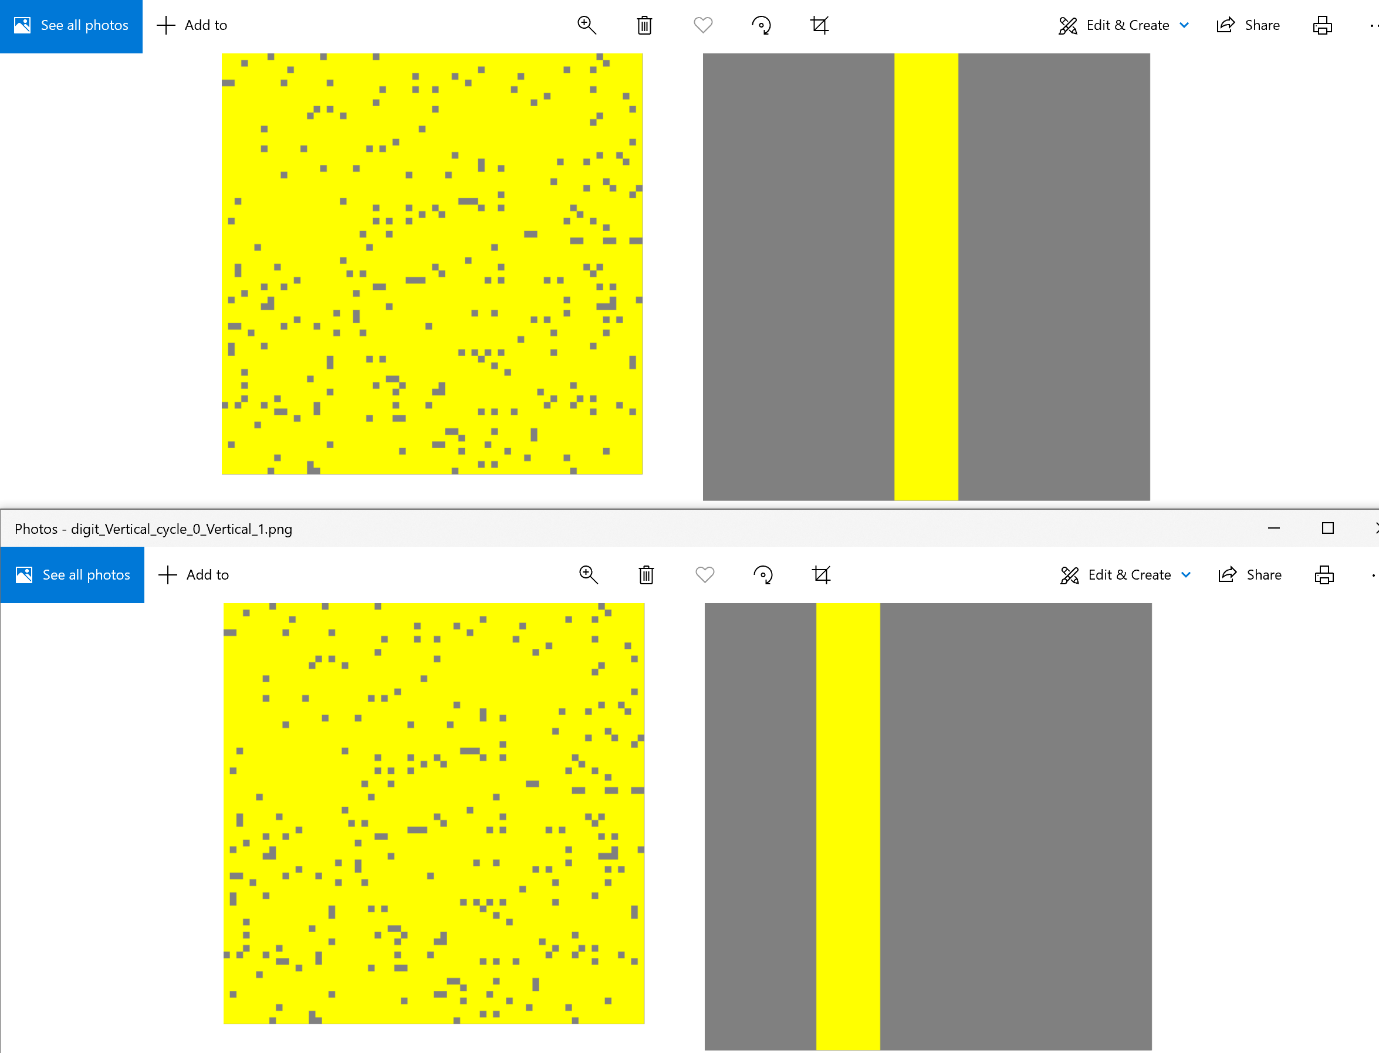 See all photos Add to Edit & Create Share
Photos - digit_Vertical_cycle_0_Vertical_1.png
See all photos Add to Edit & Create Share